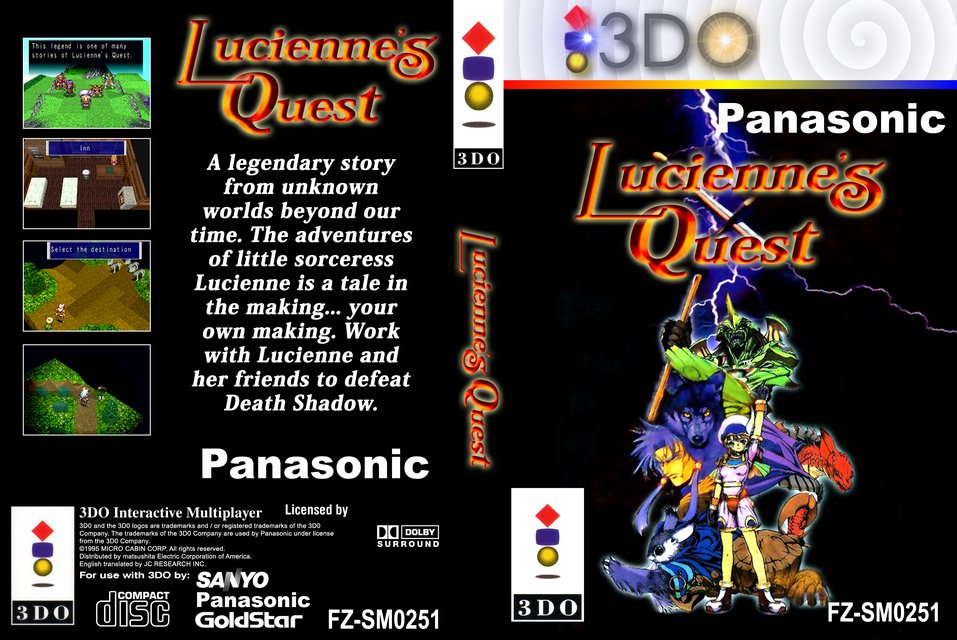 This legend is one of many
stories of Lucienne's Quest.
Inn
Select the destination
Lucienne's
Quest
A legendary story
from unknown
worlds beyond our
time. The adventures
of little sorceress
Lucienne is a tale in
the making... your
own making. Work
with Lucienne and
her friends to defeat
Death Shadow.
Panasonic
3DO
3DO Interactive Multiplayer
Licensed by
3DO and the 3DO logos are trademarks and / or registered trademarks of the 3DO
Company. The trademarks of the 3DO Company are used by Panasonic under license
from the 3DO Company.
©1995 MICRO CABIN CORP. All rights reserved.
Distributed by matsushita Electric Corporation of America.
English translated by JC RESEARCH INC.
For use with 3DO by:
SANYO
Panasonic
GoldStar
COMPACT
disc
DOLBY
SURROUND
FZ-SM0251
3DO
Lucienne's Quest
3DO
Panasonic
Lucienne's
Quest
3DO
FZ-SM0251